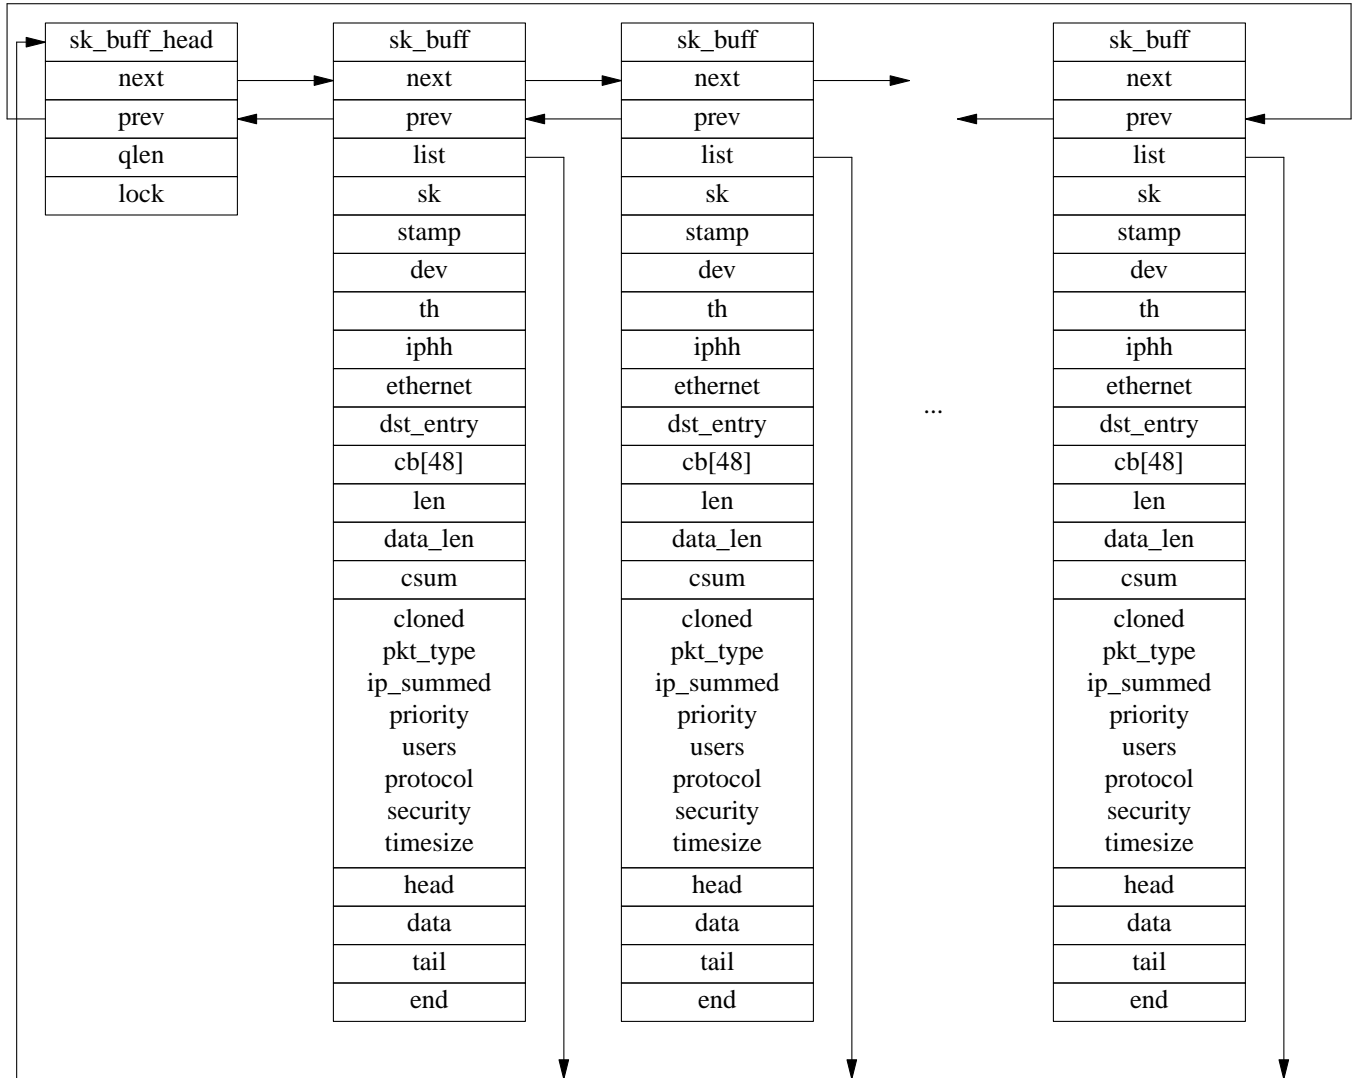 sk_buff_head
next
prev
qlen
lock
sk_buff
next
prev
list
sk
stamp
dev
th
iphh
ethernet
dst_entry
cb[48]
len
data_len
csum
cloned
pkt_type
ip_summed
priority
users
protocol
security
timesize
head
data
tail
end
sk_buff
next
prev
list
sk
stamp
dev
th
iphh
ethernet
dst_entry
cb[48]
len
data_len
csum
cloned
pkt_type
ip_summed
priority
users
protocol
security
timesize
head
data
tail
end
...
sk_buff
next
prev
list
sk
stamp
dev
th
iphh
ethernet
dst_entry
cb[48]
len
data_len
csum
cloned
pkt_type
ip_summed
priority
users
protocol
security
timesize
head
data
tail
end